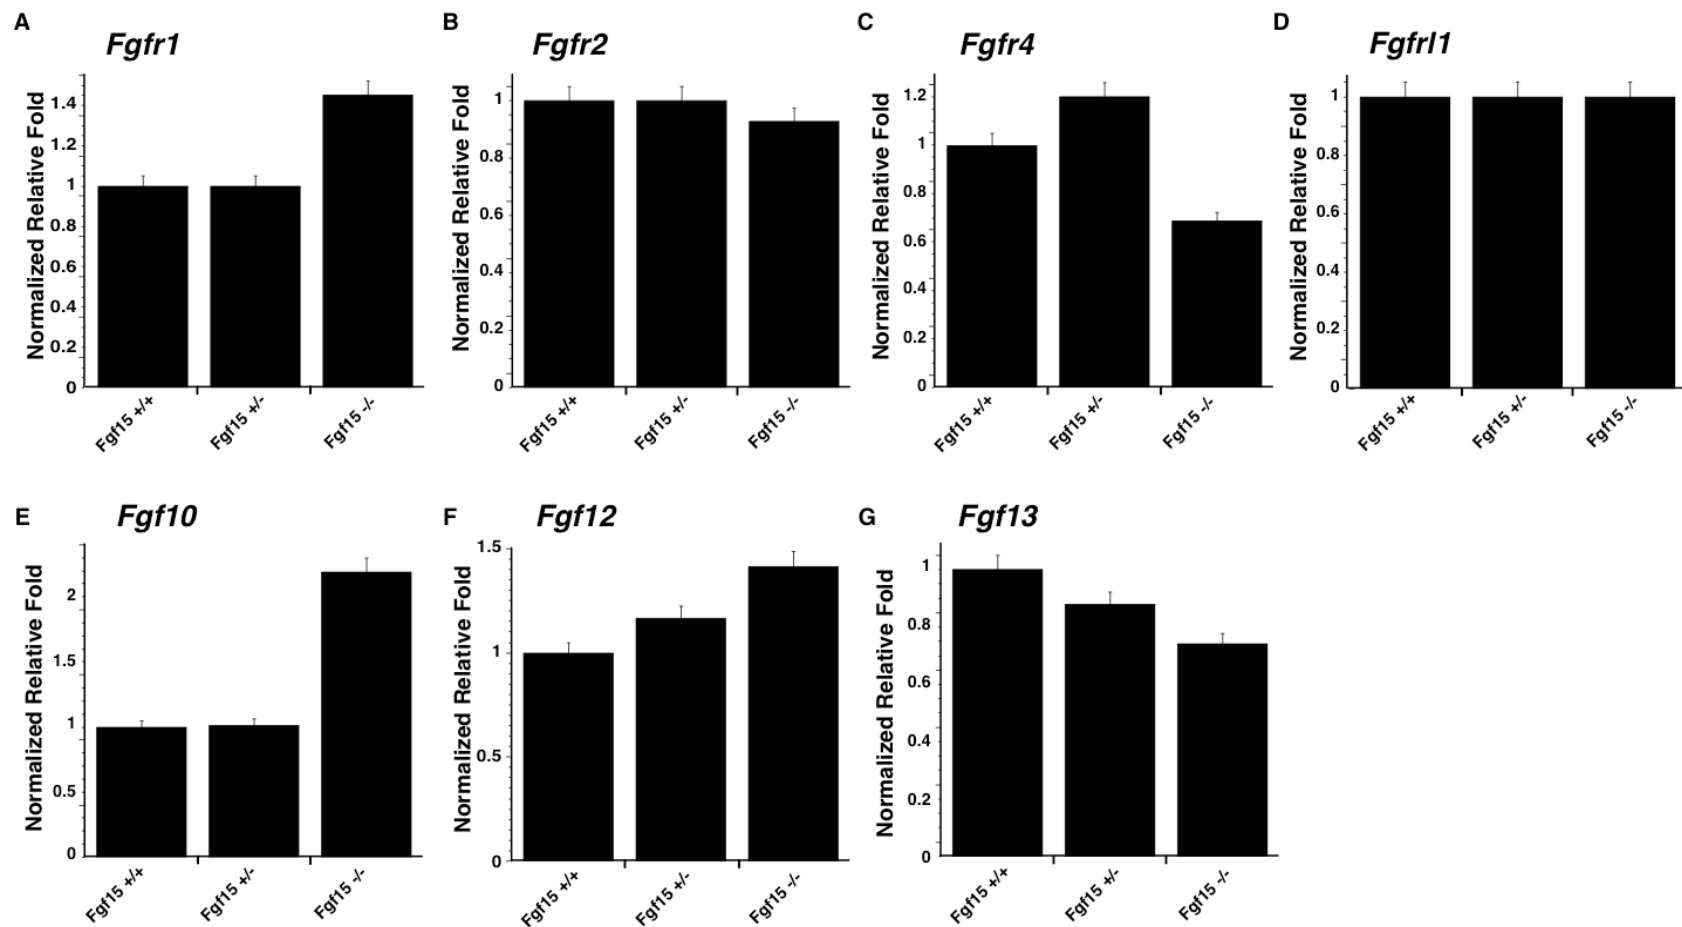 A
Fgfr1
Normalized Relative Fold
1.4
1.2
1
0.8
0.6
0.4
0.2
0
Fgf15 +/+
Fgf15 +/-
Fgf15 -/-
B
Fgfr2
Normalized Relative Fold
1
0.8
0.6
0.4
0.2
0
Fgf15 +/+
Fgf15 +/-
Fgf15 -/-
C
Fgfr4
Normalized Relative Fold
1.2
1
0.8
0.6
0.4
0.2
0
Fgf15 +/+
Fgf15 +/-
Fgf15 -/-
D
Fgfrl1
Normalized Relative Fold
1
0.8
0.6
0.4
0.2
0
Fgf15 +/+
Fgf15 +/-
Fgf15 -/-
E
Fgf10
Normalized Relative Fold
2
1.5
1
0.5
0
Fgf15 +/+
Fgf15 +/-
Fgf15 -/-
F
Fgf12
Normalized Relative Fold
1.5
1
0.5
0
Fgf15 +/+
Fgf15 +/-
Fgf15 -/-
G
Fgf13
Normalized Relative Fold
1
0.8
0.6
0.4
0.2
0
Fgf15 +/+
Fgf15 +/-
Fgf15 -/-